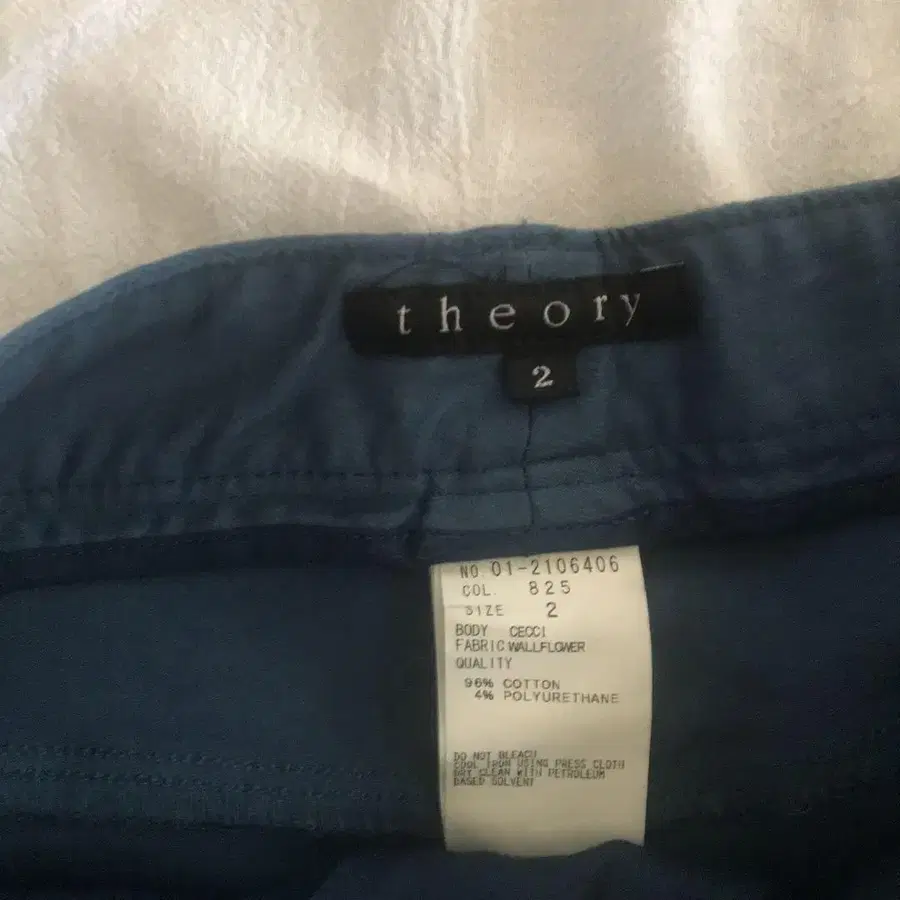 theory
2
NO. 01-2106406
COL. 825
SIZE 2
BODY CECCI
FABRIC WALLFLOWER
QUALITY
96% COTTON
4% POLYURETHANE
DO NOT BLEACH
COOL IRON USING PRESS CLOTH
DRY CLEAN WITH PETROLEUM
BASED SOLVENT